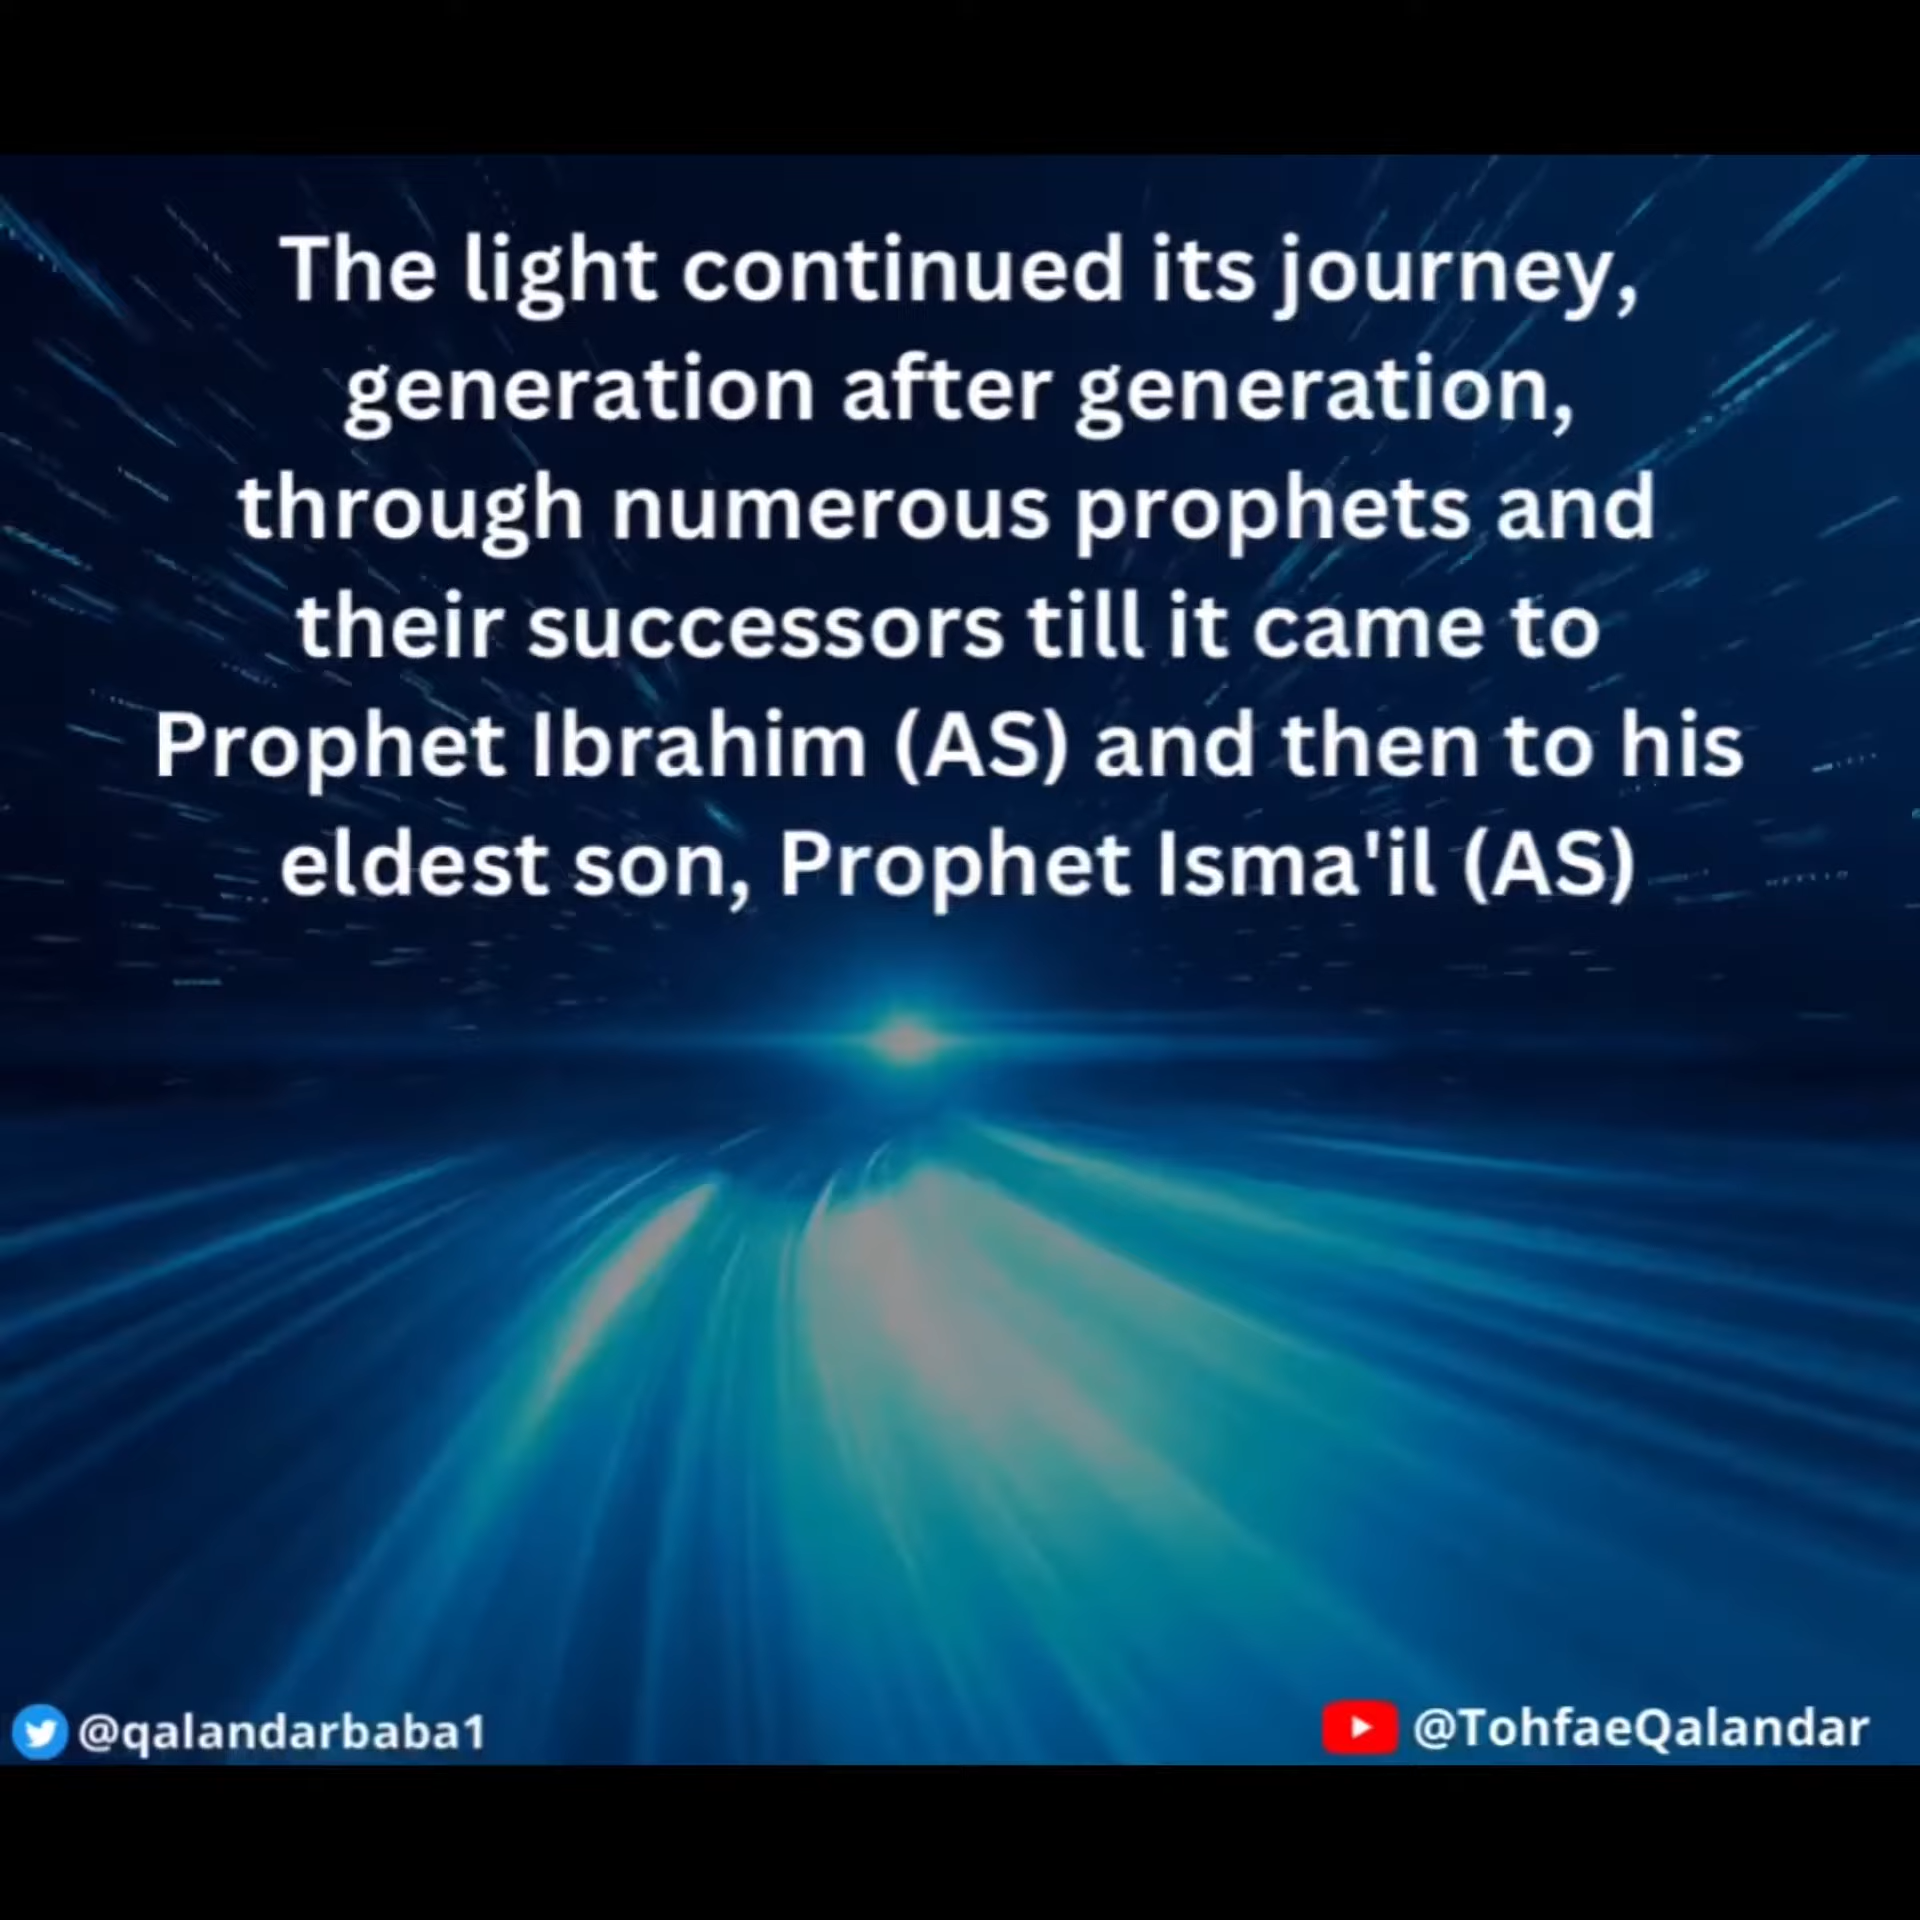 The light continued its journey,
generation after generation,
through numerous prophets and
their successors till it came to
Prophet Ibrahim (AS) and then to his
eldest son, Prophet Isma'il (AS)
@qalandarbaba1
@TohfaeQalandar